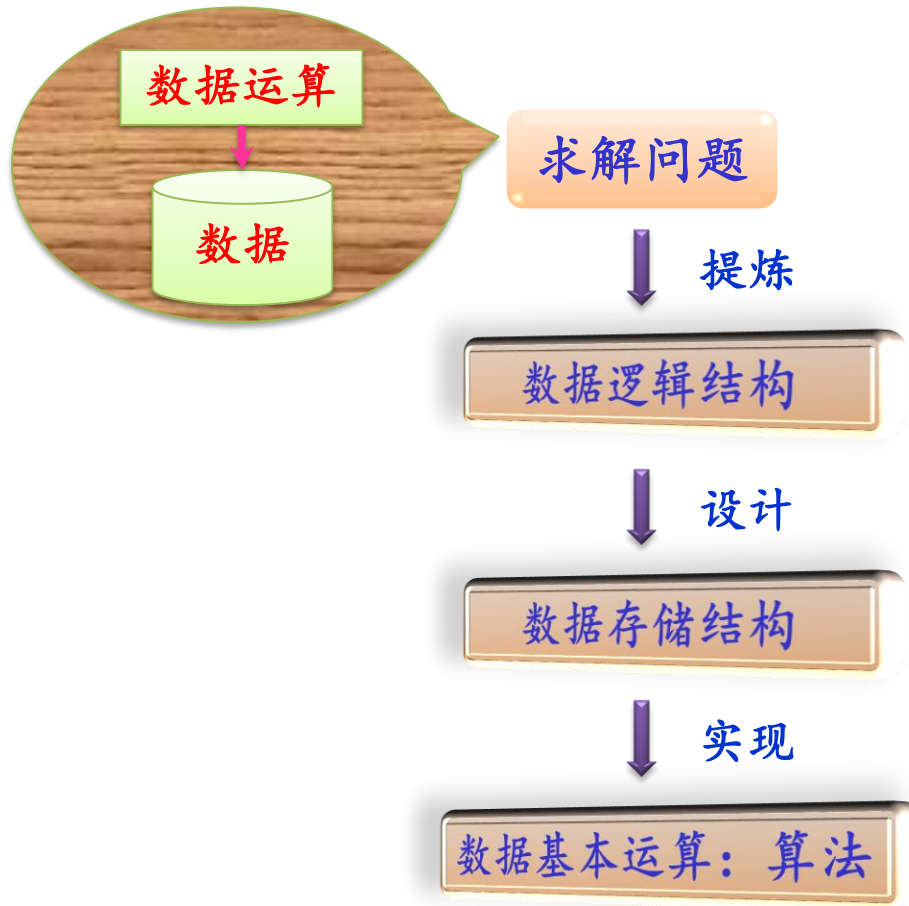 数据运算
数据
求解问题
提炼
数据逻辑结构
设计
数据存储结构
实现
数据基本运算：算法